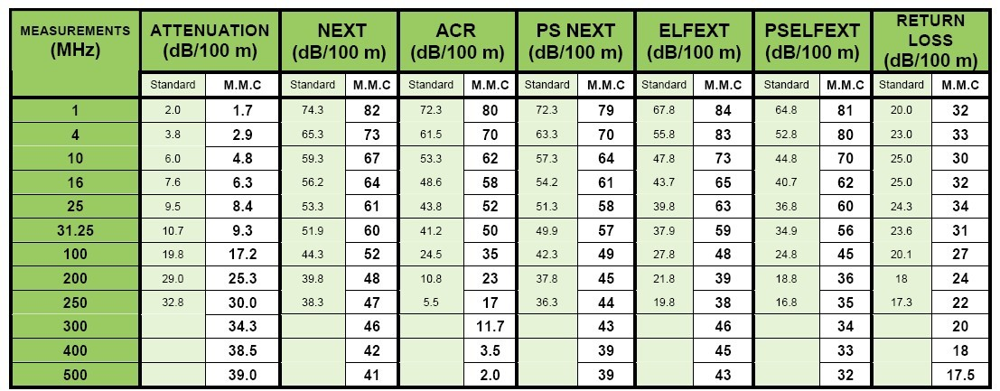 MEASUREMENTS (MHz) ATTENUATION (dB/100 m) NEXT (dB/100 m) ACR (dB/100 m) PS NEXT (dB/100 m) ELFEXT (dB/100 m) PSELFEXT (dB/100 m) RETURN LOSS (dB/100 m)
Standard M.M.C Standard M.M.C Standard M.M.C Standard M.M.C Standard M.M.C Standard M.M.C Standard M.M.C
1 2.0 1.7 74.3 82 72.3 80 72.3 79 67.8 84 64.8 81 20.0 32
4 3.8 2.9 65.3 73 61.5 70 63.3 70 55.8 83 52.8 80 23.0 33
10 6.0 4.8 59.3 67 53.3 62 57.3 64 47.8 73 44.8 70 25.0 30
16 7.6 6.3 56.2 64 48.6 58 54.2 61 43.7 65 40.7 62 25.0 32
25 9.5 8.4 53.3 61 43.8 52 51.3 58 39.8 63 36.8 60 24.3 34
31.25 10.7 9.3 51.9 60 41.2 50 49.9 57 37.9 59 34.9 56 23.6 31
100 19.8 17.2 44.3 52 24.5 35 42.3 49 27.8 48 24.8 45 20.1 27
200 29.0 25.3 39.8 48 10.8 23 37.8 45 21.8 39 18.8 36 18 24
250 32.8 30.0 38.3 47 5.5 17 36.3 44 19.8 38 16.8 35 17.3 22
300 34.3 46 11.7 43 46 34 20
400 38.5 42 3.5 39 45 33 18
500 39.0 41 2.0 39 43 32 17.5